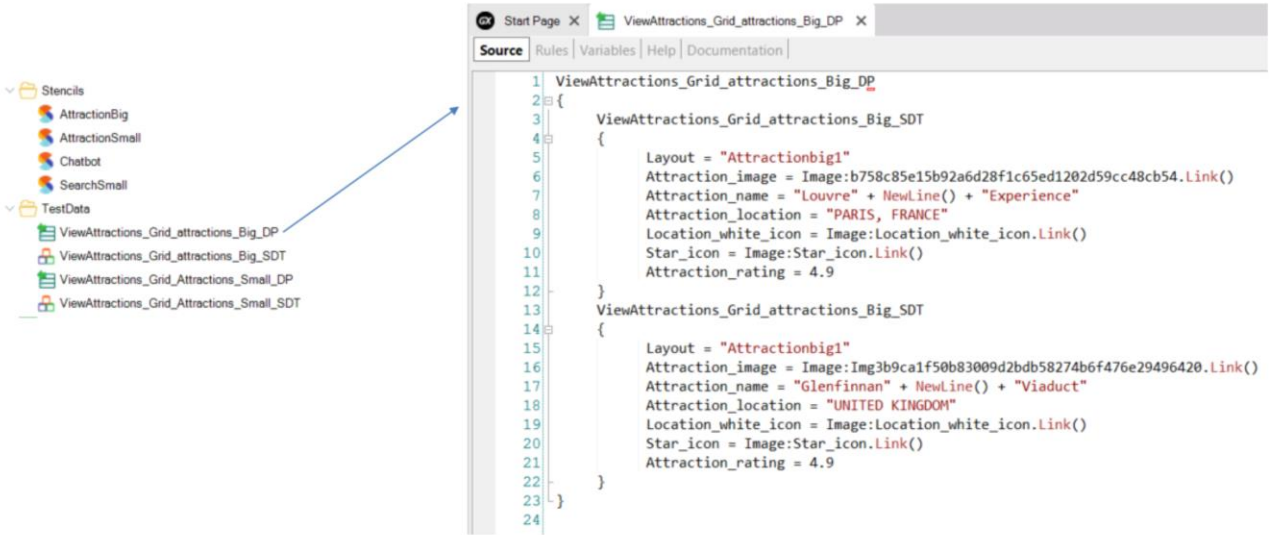 Stencils
AttractionBig
AttractionSmall
Chatbot
SearchSmall
TestData
ViewAttractions_Grid_attractions_Big_DP
ViewAttractions_Grid_attractions_Big_SDT
ViewAttractions_Grid_Attractions_Small_DP
ViewAttractions_Grid_Attractions_Small_SDT
GX Start Page X ViewAttractions_Grid_attractions_Big_DP X
Source Rules Variables Help Documentation
1 ViewAttractions_Grid_attractions_Big_DP
2 {
3 ViewAttractions_Grid_attractions_Big_SDT
4 {
5 Layout = "Attractionbig1"
6 Attraction_image = Image:b758c85e15b92a6d28f1c65ed1202d59cc48cb54.Link()
7 Attraction_name = "Louvre" + NewLine() + "Experience"
8 Attraction_location = "PARIS, FRANCE"
9 Location_white_icon = Image:Location_white_icon.Link()
10 Star_icon = Image:Star_icon.Link()
11 Attraction_rating = 4.9
12 }
13 ViewAttractions_Grid_attractions_Big_SDT
14 {
15 Layout = "Attractionbig1"
16 Attraction_image = Image:Img3b9ca1f50b83009d2bdb58274b6f476e29496420.Link()
17 Attraction_name = "Glenfinnan" + NewLine() + "Viaduct"
18 Attraction_location = "UNITED KINGDOM"
19 Location_white_icon = Image:Location_white_icon.Link()
20 Star_icon = Image:Star_icon.Link()
21 Attraction_rating = 4.9
22 }
23 }
24